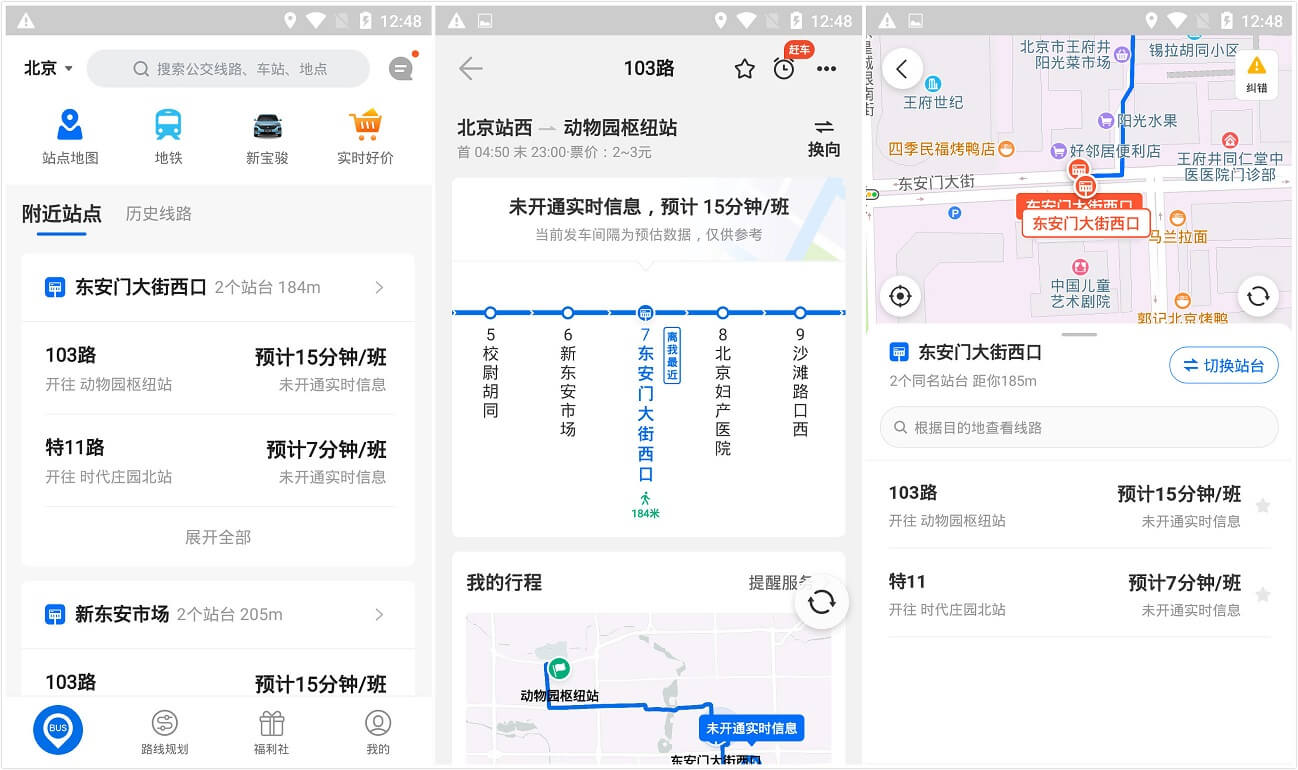 12:48
北京
搜索公交线路、车站、地点
站点地图
地铁
新宝骏
实时好价
附近站点
历史线路
东安门大街西口 2个站台 184m
103路
预计15分钟/班
开往 动物园枢纽站
未开通实时信息
特11路
预计7分钟/班
开往 时代庄园北站
未开通实时信息
展开全部
新东安市场 2个站台 205m
103路
预计15分钟/班
BUS
路线规划
福利社
我的
12:48
103路
赶车
北京站西
动物园枢纽站
首 04:50 末 23:00·票价：2~3元
换向
未开通实时信息，预计 15分钟/班
当前发车间隔为预估数据，仅供参考
5
校尉胡同
6
新东安市场
7
东安门大街西口
离我最近
184米
8
北京妇产医院
9
沙滩路口西
我的行程
提醒服务
动物园枢纽站
未开通实时信息
东安门大街西口
12:48
北京市王府井
阳光菜市场
锡拉胡同小区
皇城根南街
纠错
王府世纪
阳光水果
四季民福烤鸭店
好邻居便利店
王府井同仁堂中
医医院门诊部
东安门大街
P
东安门大街西口
东安门大街西口
马兰拉面
中国儿童
艺术剧院
郭记北京烤鸭
东安门大街西口
2个同名站台 距你185m
切换站台
根据目的地查看线路
103路
预计15分钟/班
开往 动物园枢纽站
未开通实时信息
特11
预计7分钟/班
开往 时代庄园北站
未开通实时信息